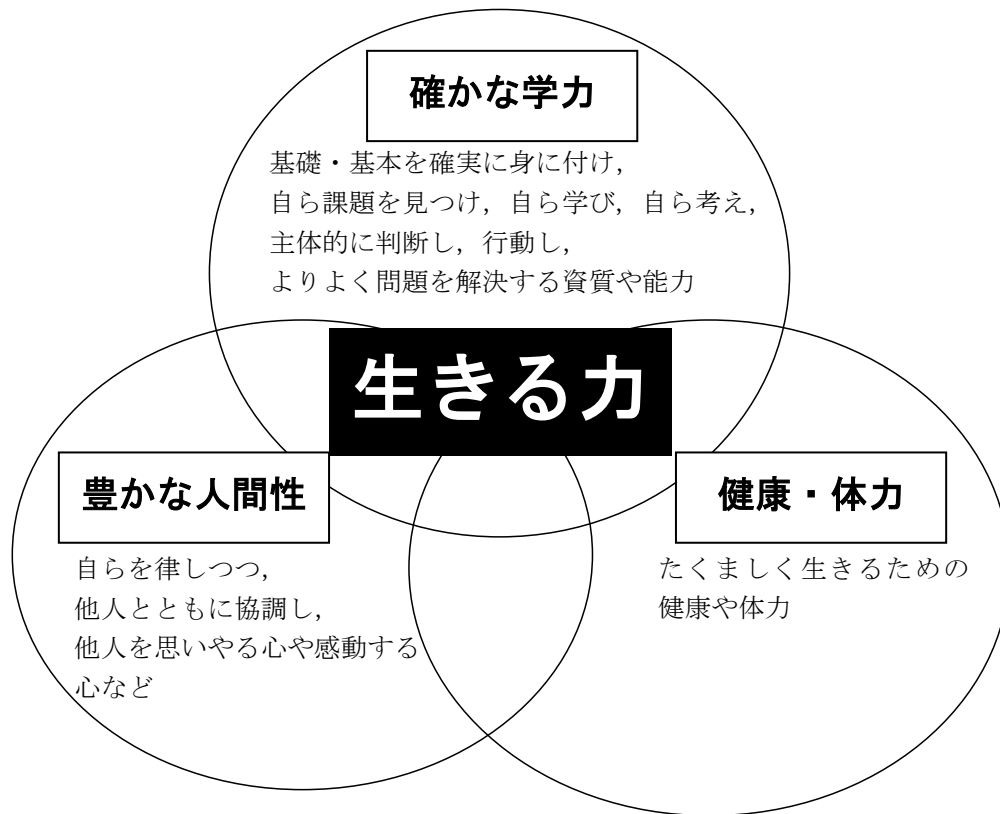 確かな学力
基礎・基本を確実に身に付け，
自ら課題を見つけ，自ら学び，自ら考え，
主体的に判断し，行動し，
よりよく問題を解決する資質や能力
生きる力
豊かな人間性
自らを律しつつ，
他人とともに協調し，
他人を思いやる心や感動する
心など
健康・体力
たくましく生きるための
健康や体力